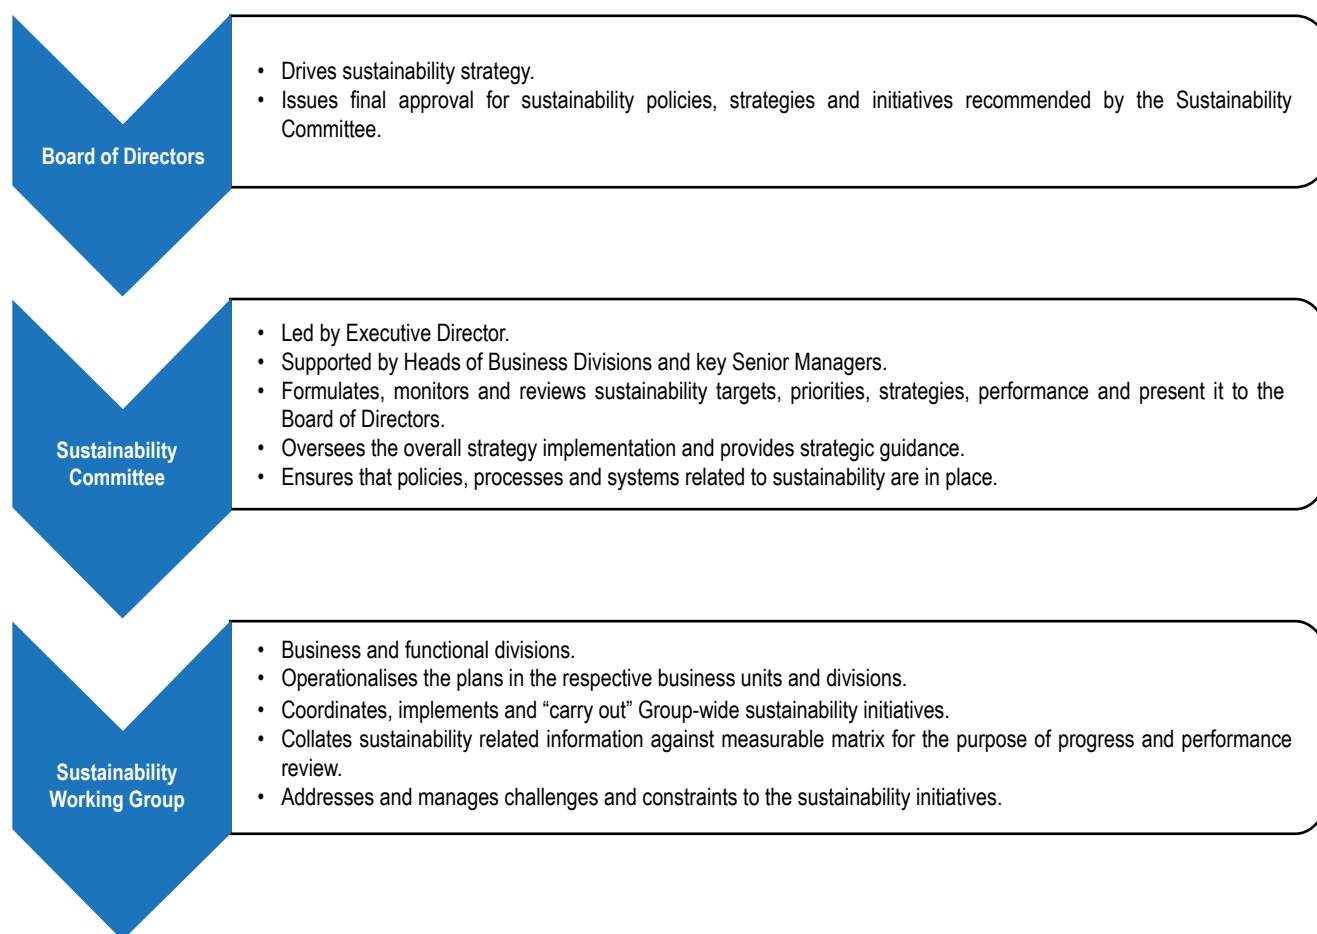 Board of Directors
• Drives sustainability strategy.
• Issues final approval for sustainability policies, strategies and initiatives recommended by the Sustainability
Committee.
Sustainability
Committee
• Led by Executive Director.
• Supported by Heads of Business Divisions and key Senior Managers.
• Formulates, monitors and reviews sustainability targets, priorities, strategies, performance and present it to the
Board of Directors.
• Oversees the overall strategy implementation and provides strategic guidance.
• Ensures that policies, processes and systems related to sustainability are in place.
Sustainability
Working Group
• Business and functional divisions.
• Operationalises the plans in the respective business units and divisions.
• Coordinates, implements and “carry out” Group-wide sustainability initiatives.
• Collates sustainability related information against measurable matrix for the purpose of progress and performance
review.
• Addresses and manages challenges and constraints to the sustainability initiatives.